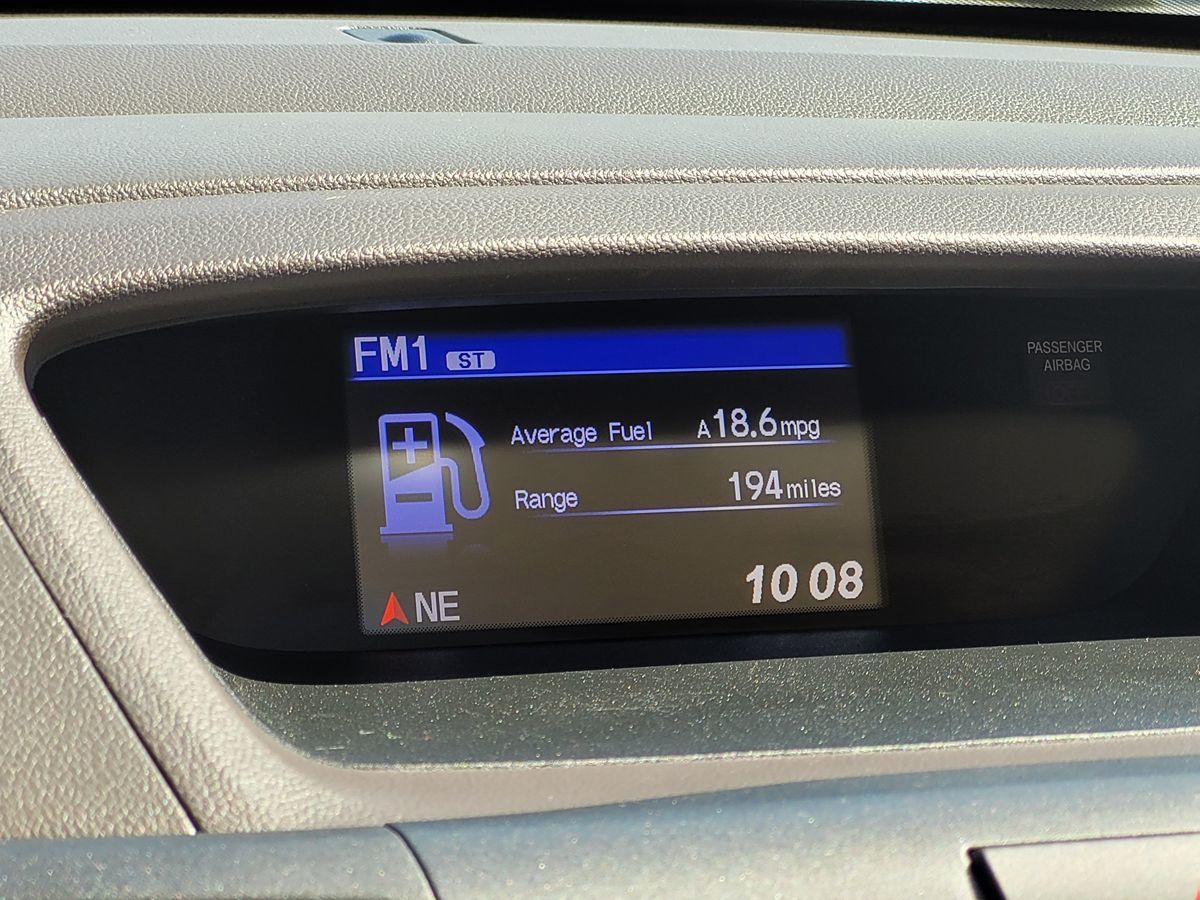 FM1 ST
PASSENGER
AIRBAG
Average Fuel A18.6mpg
Range 194miles
NE 10 08